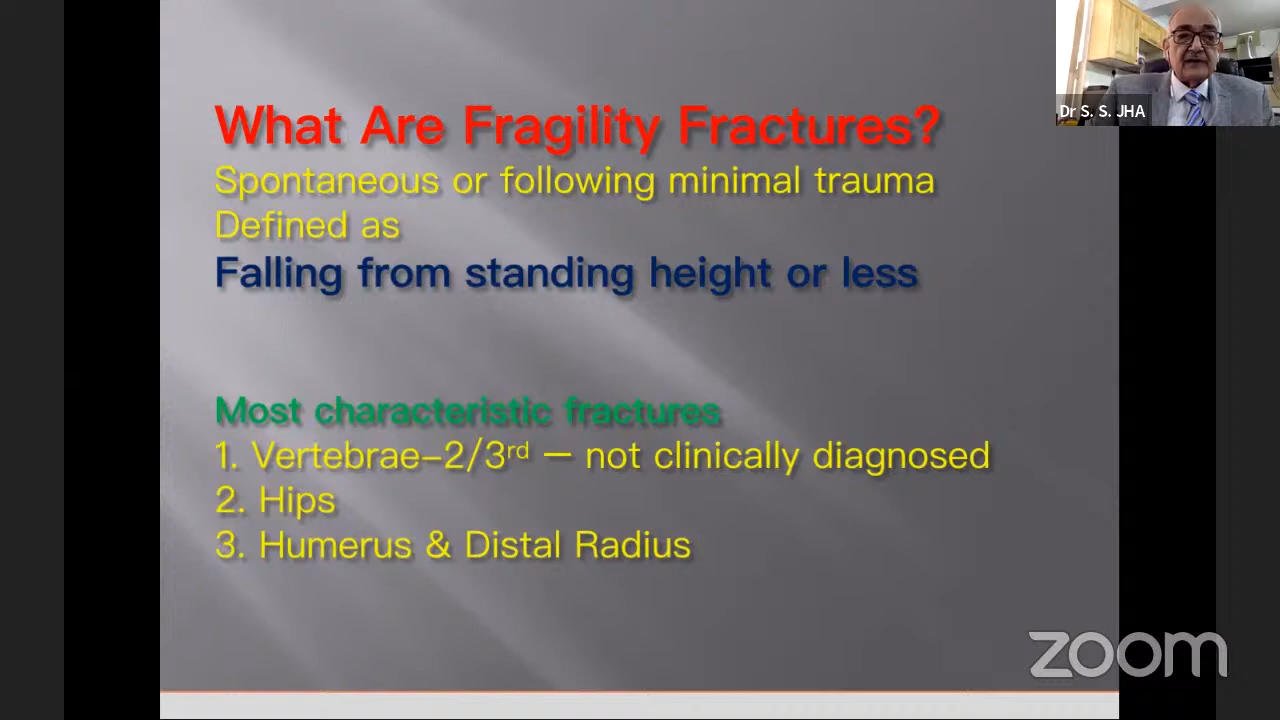 What Are Fragility Fractures?
Spontaneous or following minimal trauma
Defined as
Falling from standing height or less
Most characteristic fractures
1. Vertebrae–2/3rd — not clinically diagnosed
2. Hips
3. Humerus & Distal Radius
Dr S. S. JHA
zoom